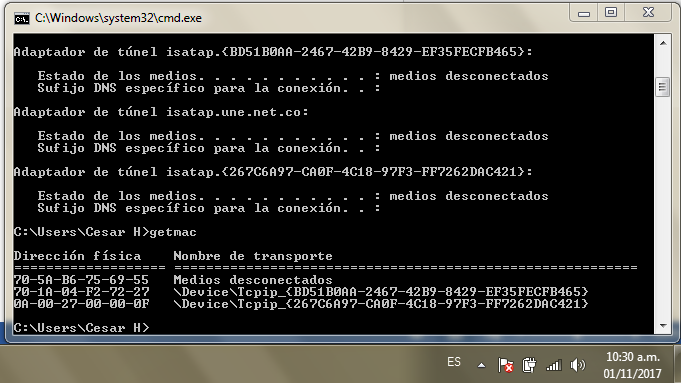 C:\Windows\system32\cmd.exe
Adaptador de túnel isatap.{BD51B0AA-2467-42B9-8429-EF35FECFB465}:
Estado de los medios. . . . . . . . . . . : medios desconectados
Sufijo DNS específico para la conexión. . :
Adaptador de túnel isatap.une.net.co:
Estado de los medios. . . . . . . . . . . : medios desconectados
Sufijo DNS específico para la conexión. . :
Adaptador de túnel isatap.{267C6A97-CA0F-4C18-97F3-FF7262DAC421}:
Estado de los medios. . . . . . . . . . . : medios desconectados
Sufijo DNS específico para la conexión. . :
C:\Users\Cesar H>getmac
Dirección física    Nombre de transporte
=================== ==========================================================
70-5A-B6-75-69-55   Medios desconectados
70-1A-04-F2-72-27   \Device\Tcpip_{BD51B0AA-2467-42B9-8429-EF35FECFB465}
0A-00-27-00-00-0F   \Device\Tcpip_{267C6A97-CA0F-4C18-97F3-FF7262DAC421}
C:\Users\Cesar H>
ES
10:30 a.m.
01/11/2017